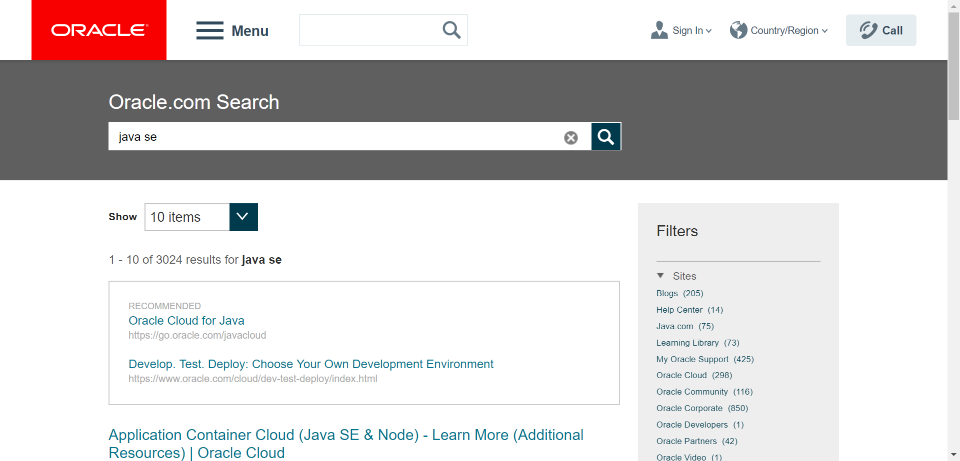 ORACLE
Menu
Sign In
Country/Region
Call
Oracle.com Search
java se
Show
10 items
1 - 10 of 3024 results for java se
RECOMMENDED
Oracle Cloud for Java
https://go.oracle.com/javacloud
Develop. Test. Deploy: Choose Your Own Development Environment
https://www.oracle.com/cloud/dev-test-deploy/index.html
Application Container Cloud (Java SE & Node) - Learn More (Additional
Resources) | Oracle Cloud
Filters
Sites
Blogs (205)
Help Center (14)
Java.com (75)
Learning Library (73)
My Oracle Support (425)
Oracle Cloud (298)
Oracle Community (116)
Oracle Corporate (850)
Oracle Developers (1)
Oracle Partners (42)
Oracle Video (1)